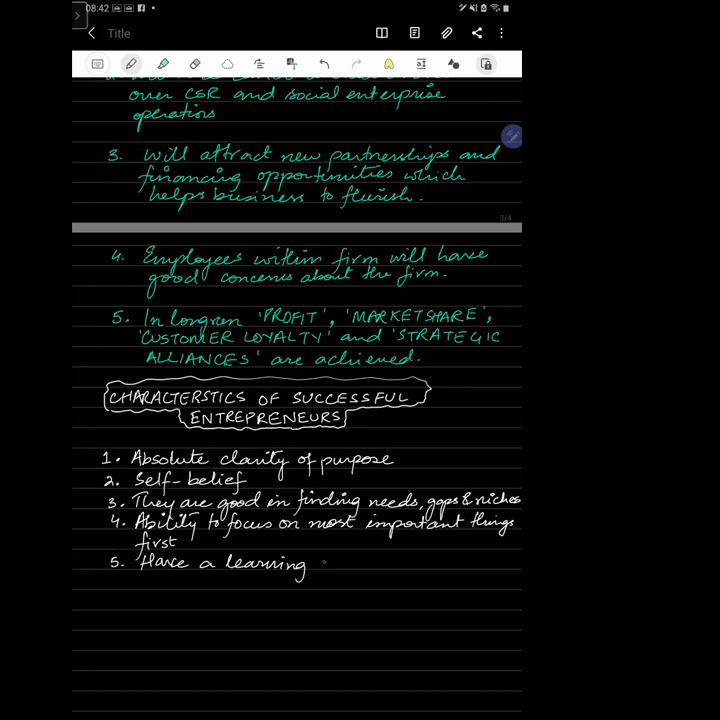 08:42
Title
over CSR and social enterprise
operations
3. Will attract new partnerships and
financing opportunities which
helps business to flurish.
3/4
4. Employees within firm will have
good concerns about the firm.
5. In longrun 'PROFIT', 'MARKETSHARE',
'CUSTOMER LOYALTY' and 'STRATEGIC
ALLIANCES' are achieved.
CHARACTERSTICS OF SUCCESSFUL
ENTREPRENEURS
1. Absolute clarity of purpose
2. Self-belief
3. They are good in finding needs, gaps & niches
4. Ability to focus on most important things
first
5. Have a learning